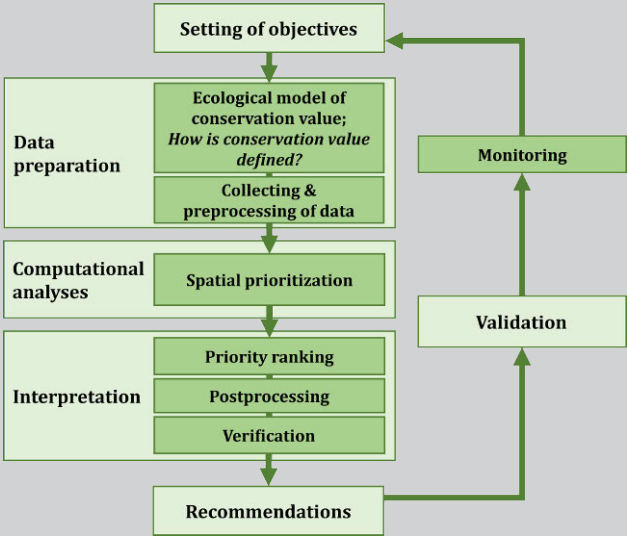 Setting of objectives
Data
preparation
Ecological model of
conservation value;
How is conservation value
defined?
Collecting &
preprocessing of data
Computational
analyses
Spatial prioritization
Interpretation
Priority ranking
Postprocessing
Verification
Recommendations
Validation
Monitoring